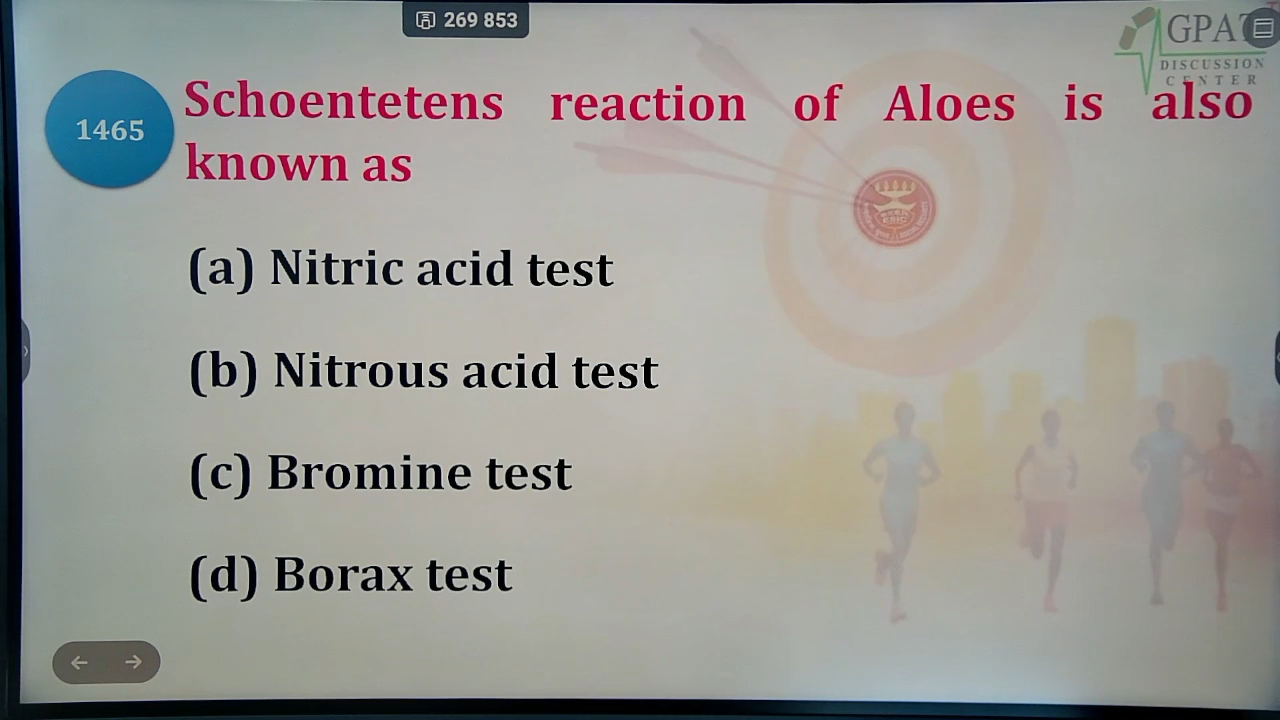 269 853
GPAT
DISCUSSION
CENTER
1465
Schoentetens reaction of Aloes is also
known as
(a) Nitric acid test
(b) Nitrous acid test
(c) Bromine test
(d) Borax test